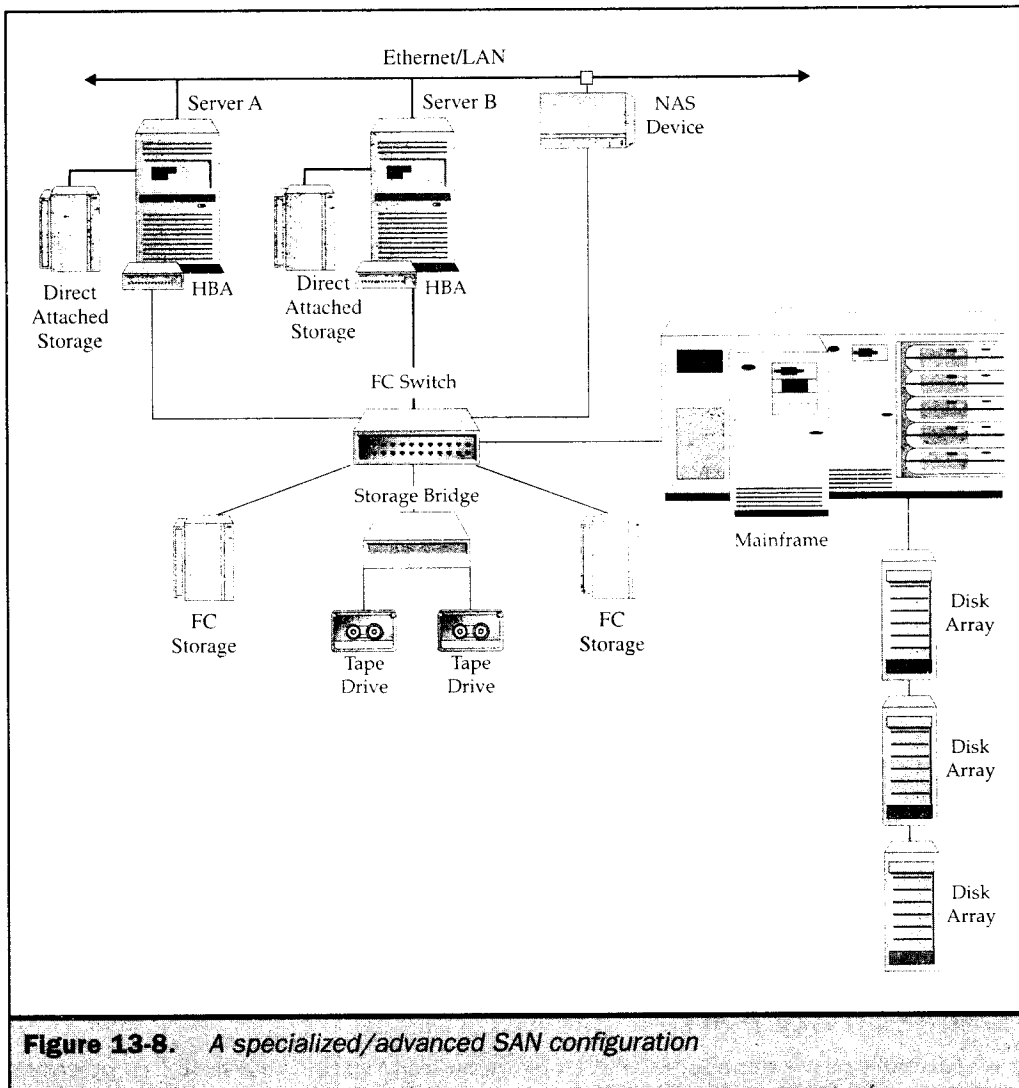 Ethernet/LAN
Server A
Server B
NAS
Device
Direct
Attached
Storage
HBA
Direct
Attached
Storage
HBA
FC Switch
Storage Bridge
Mainframe
FC
Storage
Tape
Drive
Tape
Drive
FC
Storage
Disk
Array
Disk
Array
Disk
Array
Figure 13-8. A specialized/advanced SAN configuration